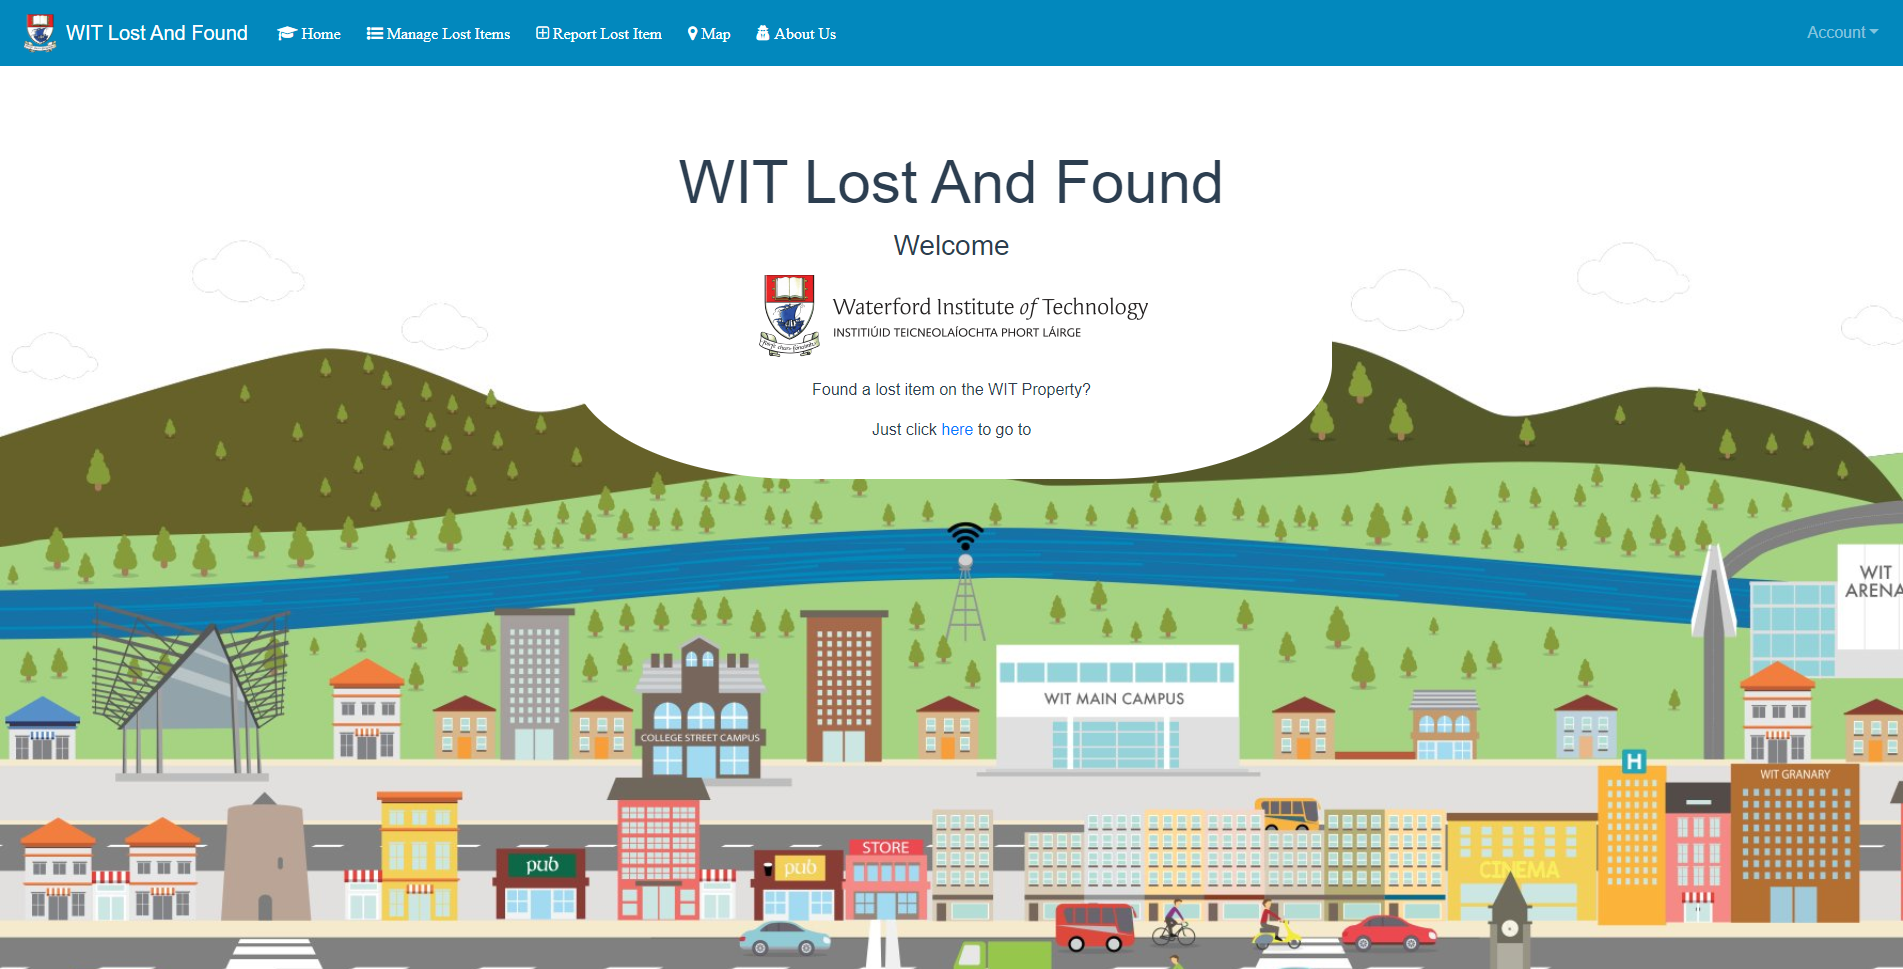 WIT Lost And Found
Home
Manage Lost Items
Report Lost Item
Map
About Us
Account
WIT Lost And Found
Welcome
Waterford Institute of Technology
INSTITIÚID TEICNEOLAÍOCHTA PHORT LÁIRGE
Found a lost item on the WIT Property?
Just click here to go to
WIT
ARENA
WIT MAIN CAMPUS
COLLEGE STREET CAMPUS
H
WIT GRANARY
STORE
pub
pub
CINEMA